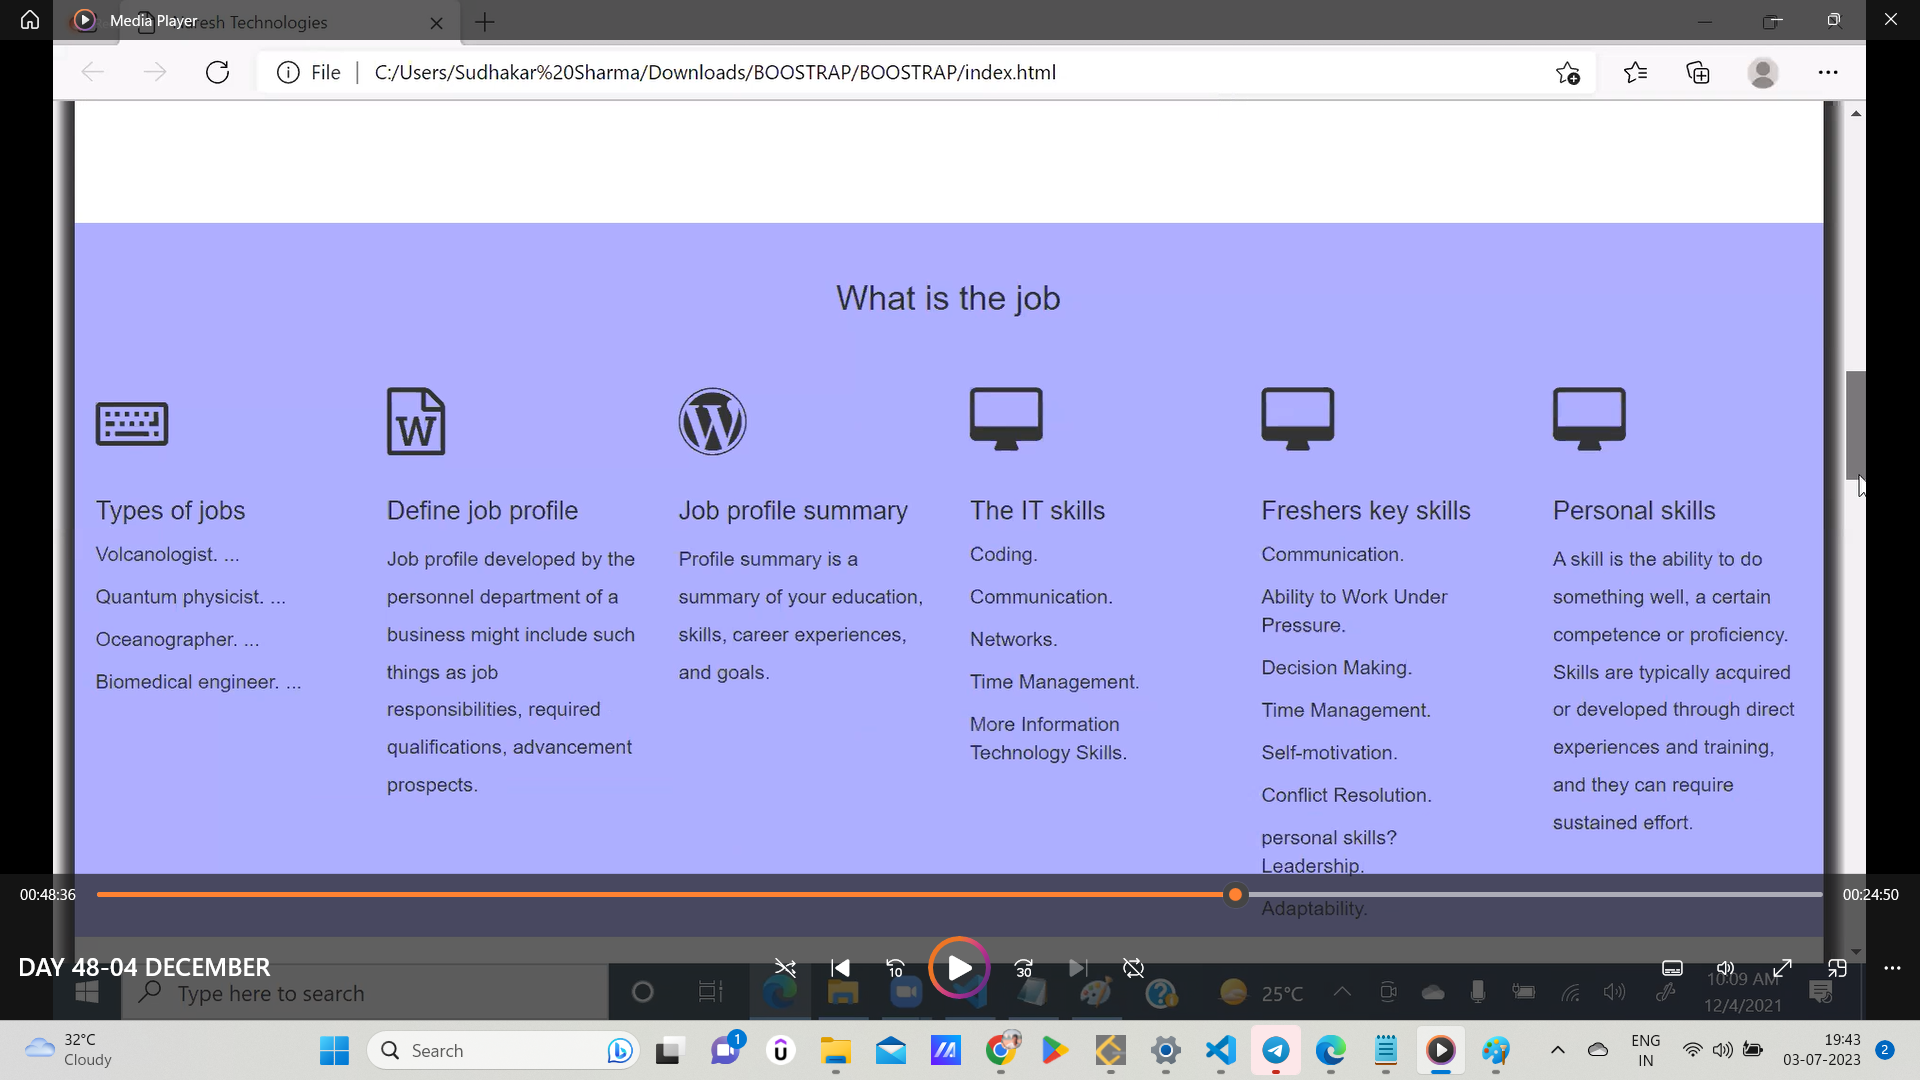 Media Player
resh Technologies
File
C:/Users/Sudhakar%20Sharma/Downloads/BOOSTRAP/BOOSTRAP/index.html
What is the job
W
W
Types of jobs
Volcanologist. ...
Quantum physicist. ...
Oceanographer. ...
Biomedical engineer. ...
Define job profile
Job profile developed by the
personnel department of a
business might include such
things as job
responsibilities, required
qualifications, advancement
prospects.
Job profile summary
Profile summary is a
summary of your education,
skills, career experiences,
and goals.
The IT skills
Coding.
Communication.
Networks.
Time Management.
More Information
Technology Skills.
Freshers key skills
Communication.
Ability to Work Under
Pressure.
Decision Making.
Time Management.
Self-motivation.
Conflict Resolution.
personal skills?
Leadership.
Adaptability.
Personal skills
A skill is the ability to do
something well, a certain
competence or proficiency.
Skills are typically acquired
or developed through direct
experiences and training,
and they can require
sustained effort.
00:48:36
00:24:50
DAY 48-04 DECEMBER
10
30
Type here to search
25°C
10:09 AM
12/4/2021
32°C
Cloudy
Search
1
ENG
IN
19:43
03-07-2023
2